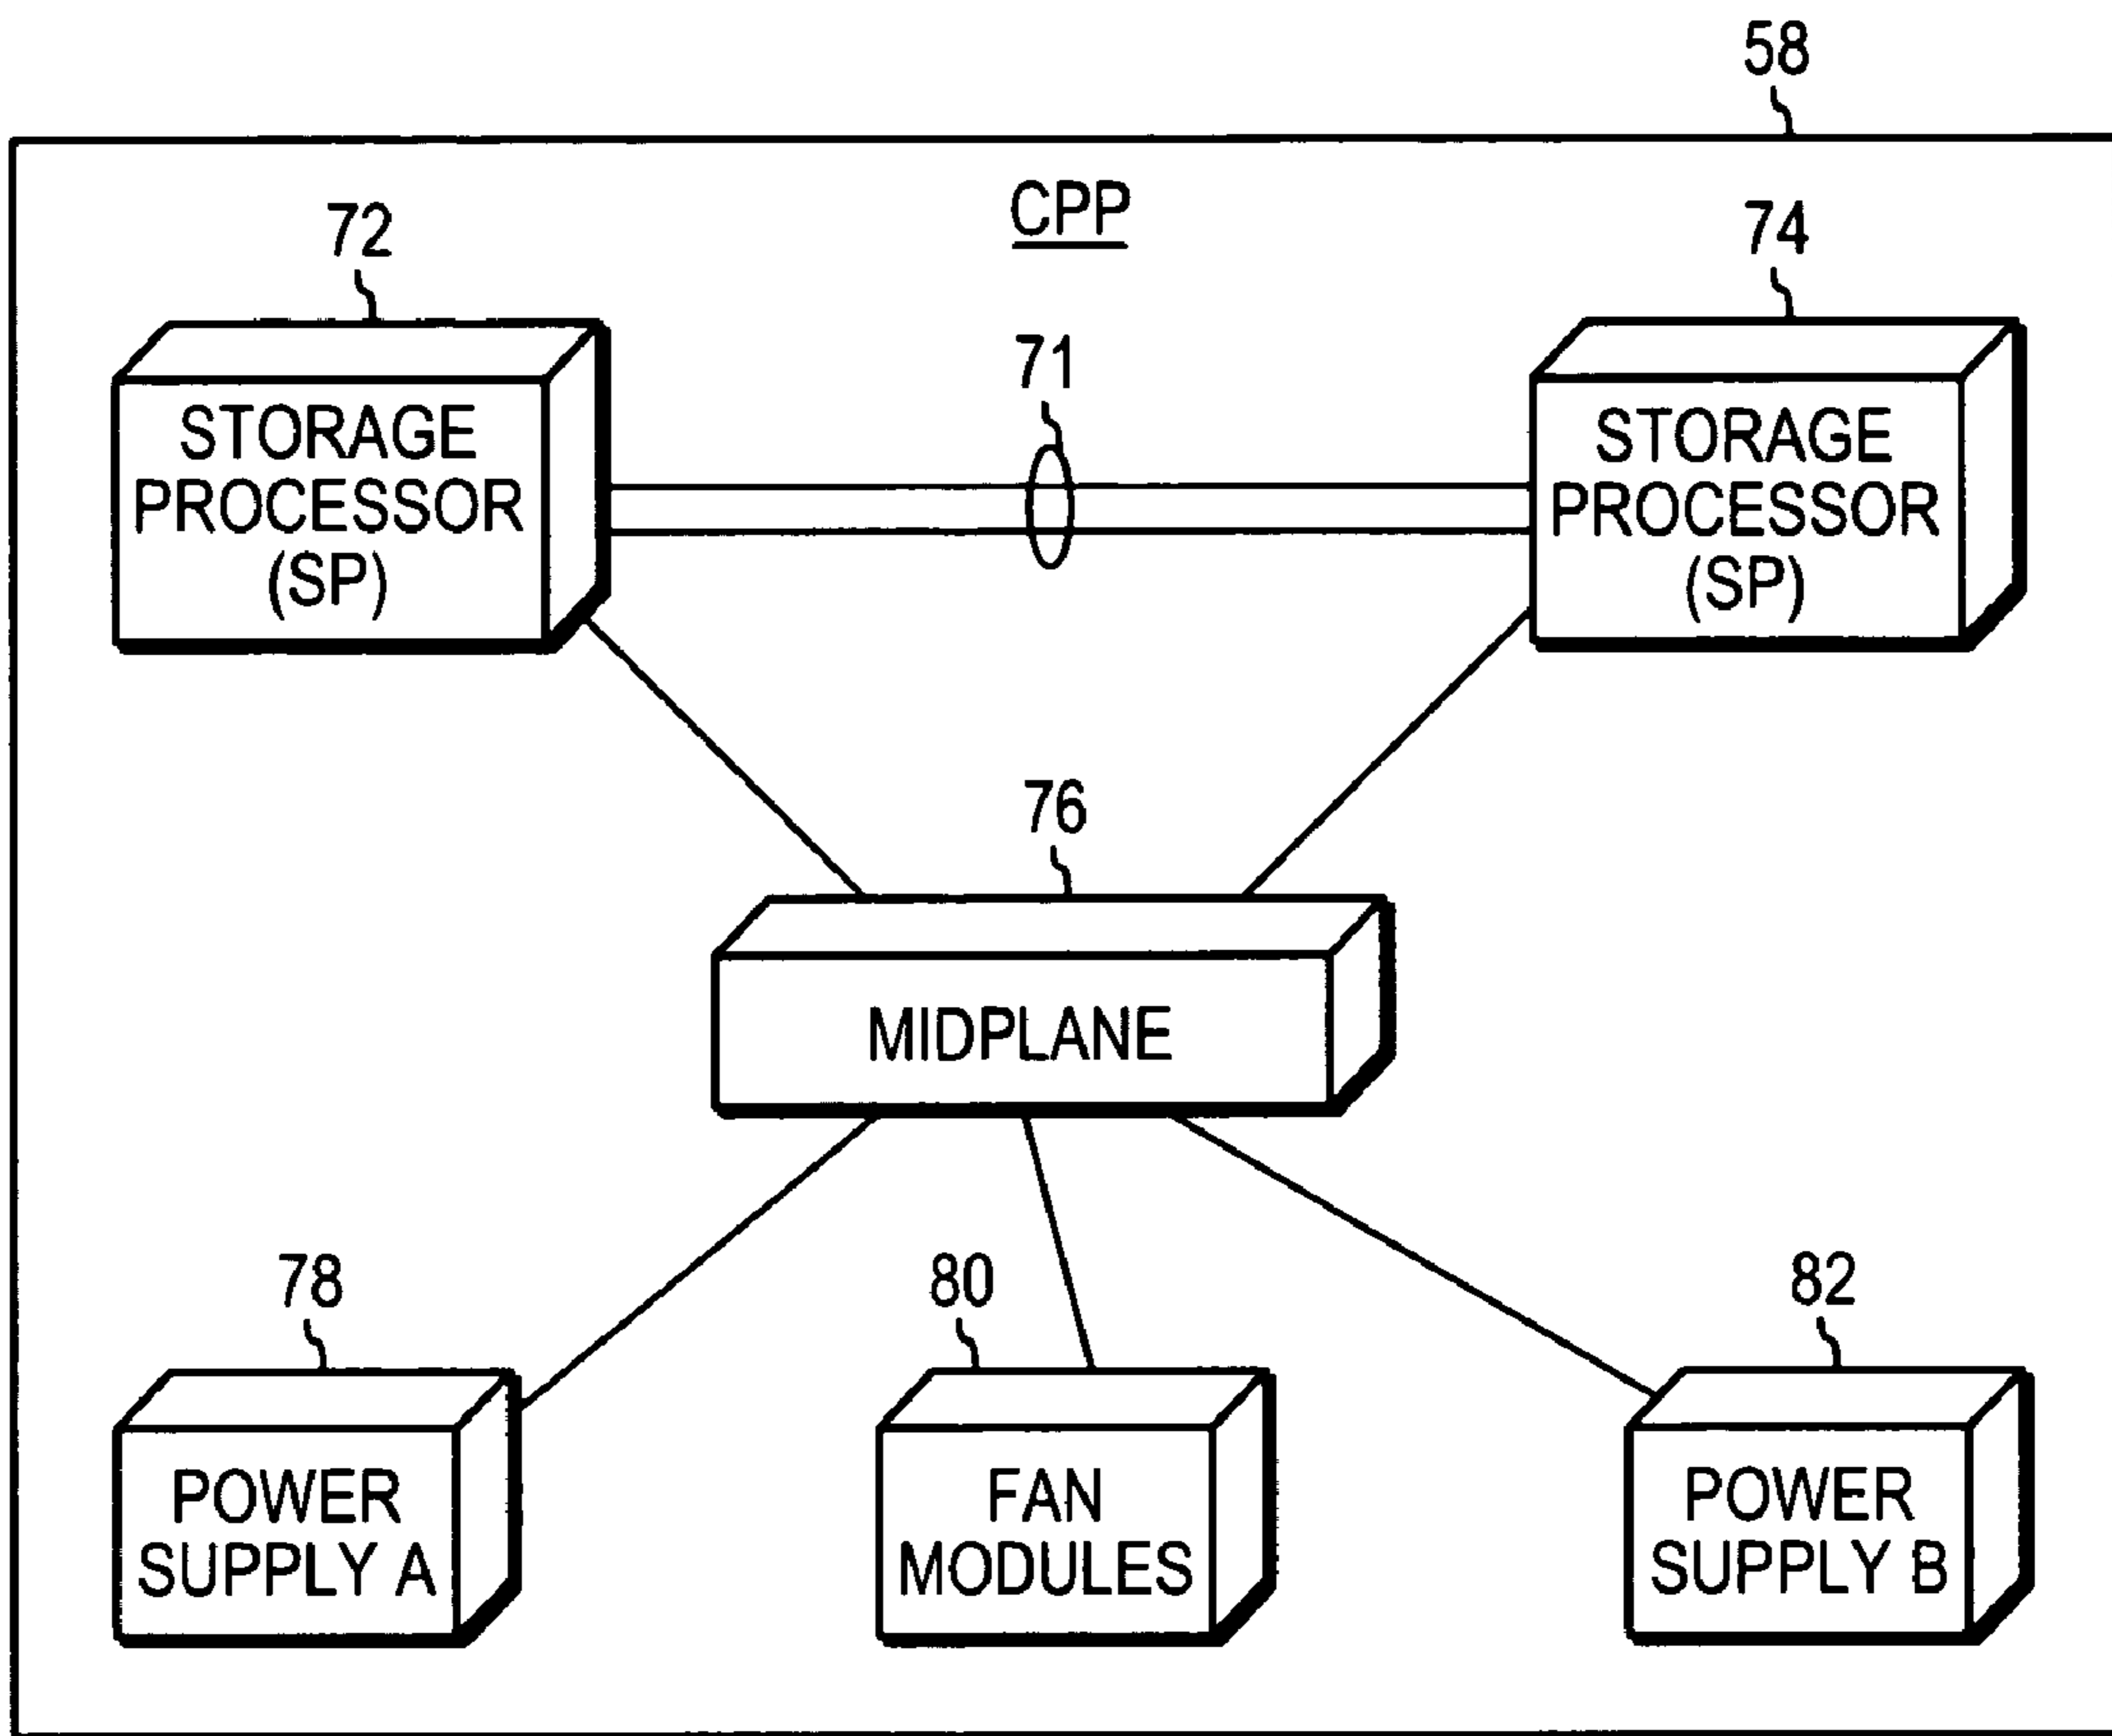 58
CPP
72
74
71
STORAGE
PROCESSOR
(SP)
STORAGE
PROCESSOR
(SP)
76
MIDPLANE
78
80
82
POWER
SUPPLY A
FAN
MODULES
POWER
SUPPLY B